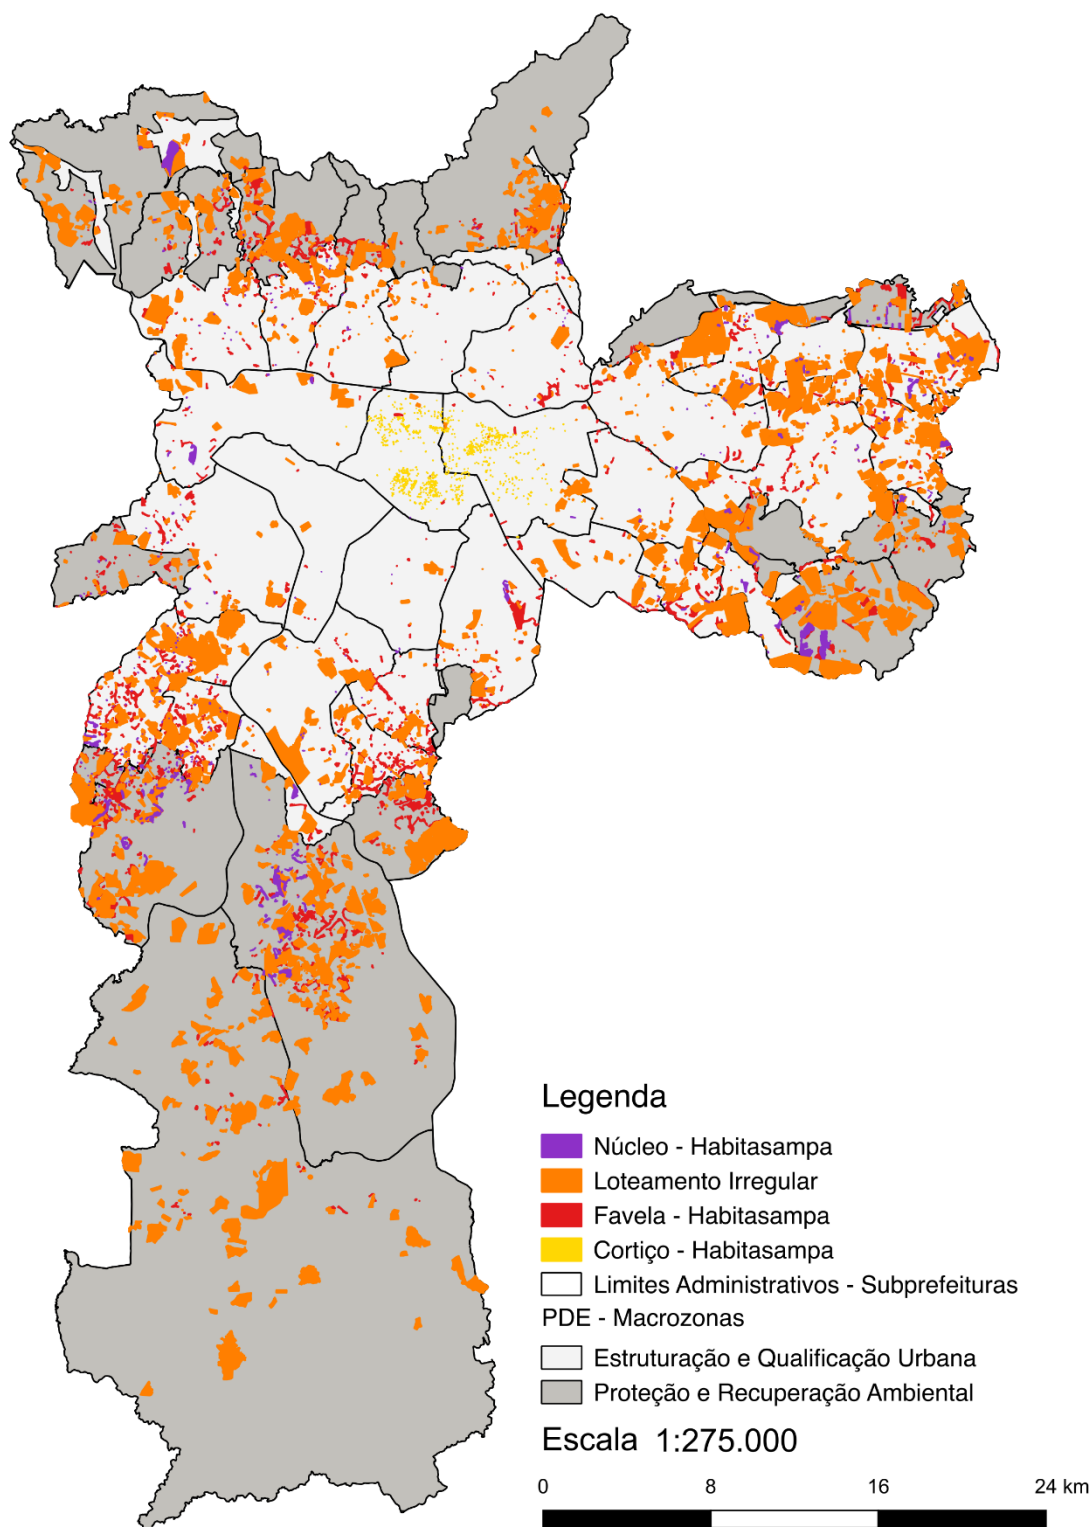 Legenda
Núcleo - Habitasampa
Loteamento Irregular
Favela - Habitasampa
Cortiço - Habitasampa
Limites Administrativos - Subprefeituras
PDE - Macrozonas
Estruturação e Qualificação Urbana
Proteção e Recuperação Ambiental
Escala 1:275.000
0 8 16 24 km